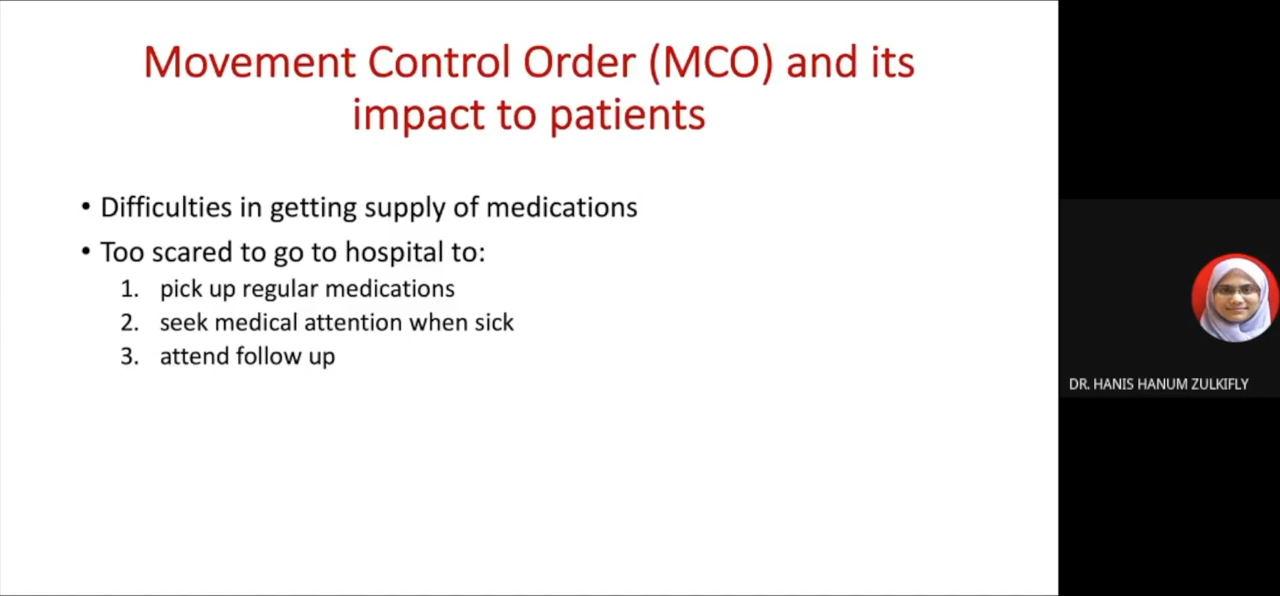 Movement Control Order (MCO) and its
impact to patients
• Difficulties in getting supply of medications
• Too scared to go to hospital to:
1. pick up regular medications
2. seek medical attention when sick
3. attend follow up
DR. HANIS HANUM ZULKIFLY